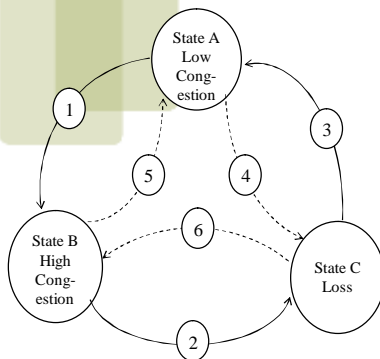 State A
Low
Cong-
estion
1
3
5
4
6
State B
High
Cong-
estion
State C
Loss
2